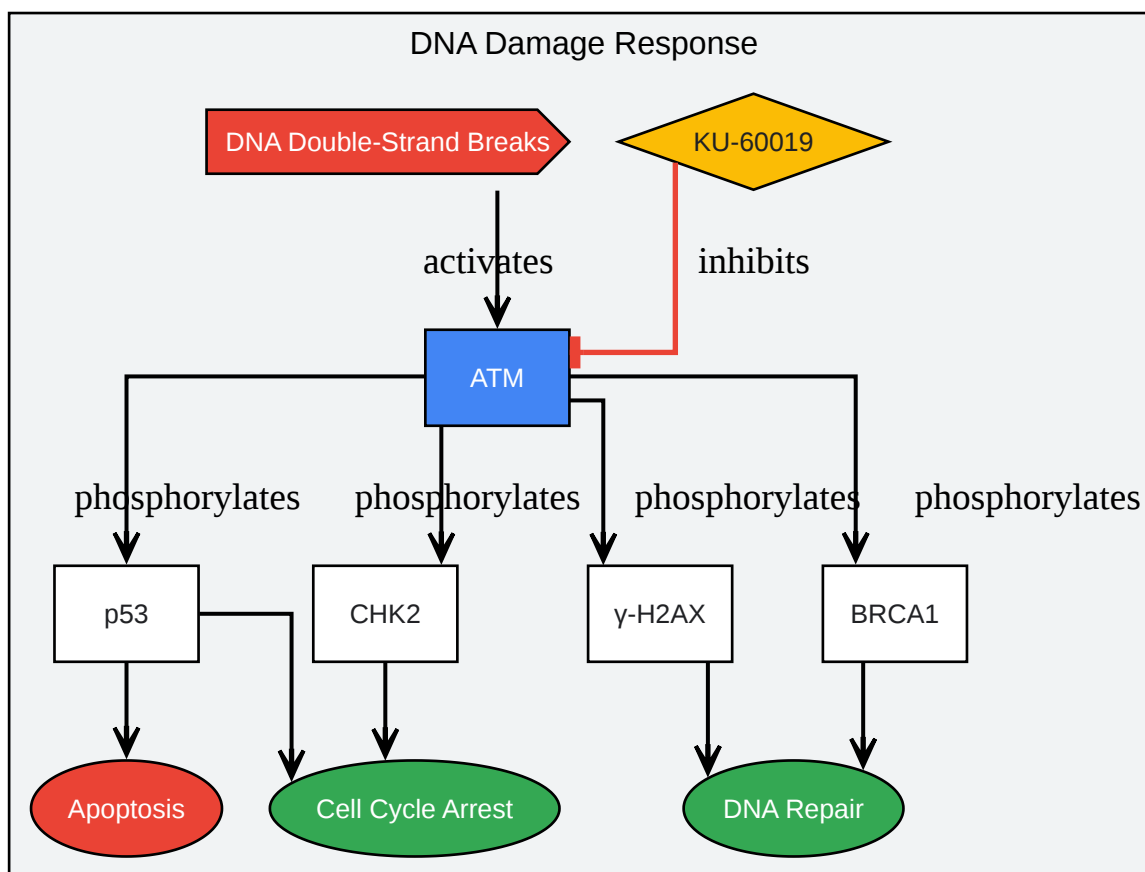 DNA Damage Response
DNA Double-Strand Breaks
KU-60019
activates
inhibits
ATM
phosphorylates
phosphorylates
phosphorylates
phosphorylates
p53
CHK2
γ-H2AX
BRCA1
Apoptosis
Cell Cycle Arrest
DNA Repair